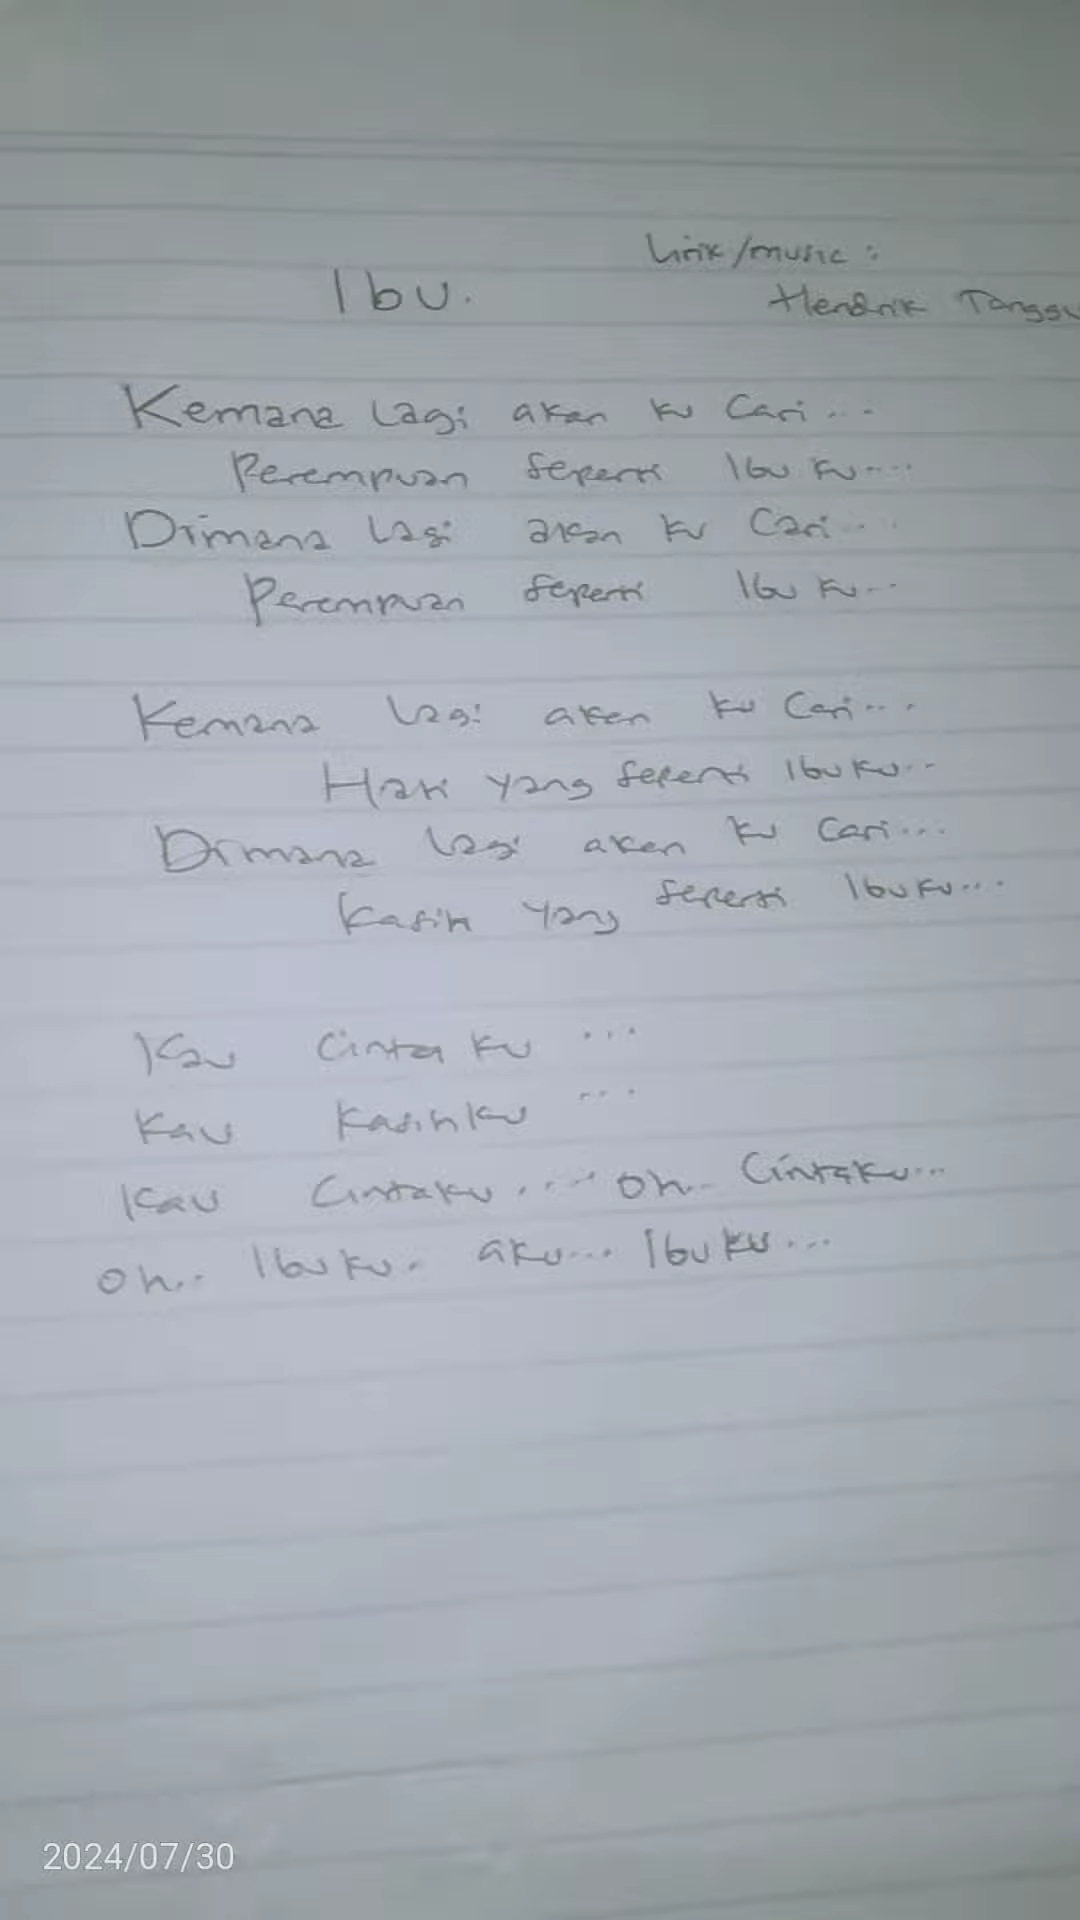 Lirik/music :
Ibu.
Hendrik Tanggu
Kemana Lagi akan ku Cari...
Perempuan Seperti Ibu ku....
Dimana Lagi akan ku Cari....
Perempuan Seperti Ibu ku...
Kemana Lagi akan ku Cari....
Hati yang Seperti Ibuku...
Dimana Lagi akan ku Cari...
Kasih yang Seperti Ibuku....
Kau Cinta ku ...
Kau Kasihku ...
Kau Cintaku.... oh.. Cintaku...
oh... Ibuku. aku... Ibuku...
2024/07/30